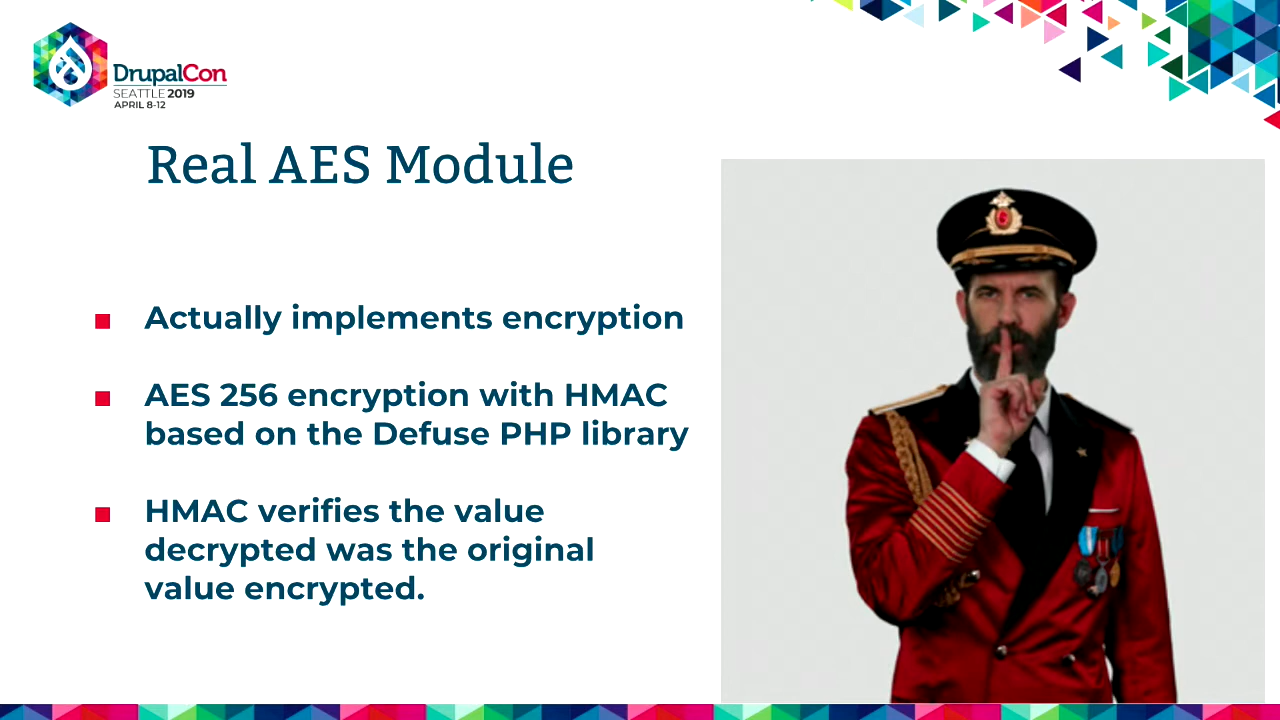 DrupalCon
SEATTLE 2019
APRIL 8-12
Real AES Module
Actually implements encryption
AES 256 encryption with HMAC
based on the Defuse PHP library
HMAC verifies the value
decrypted was the original
value encrypted.